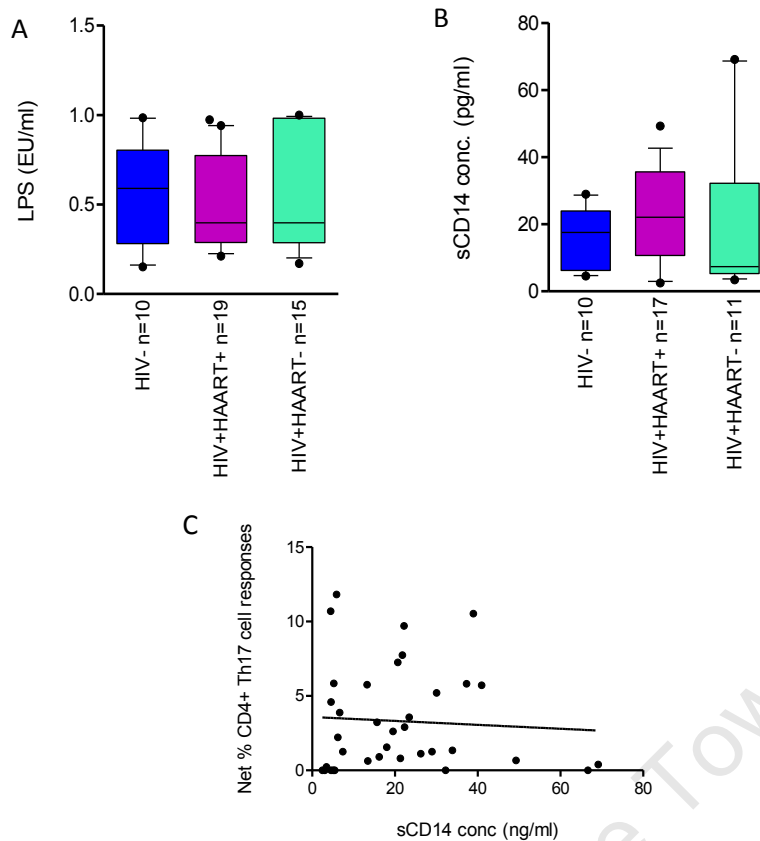 A
LPS (EU/ml)
1.5
1.0
0.5
0.0
HIV- n=10
HIV+HAART+ n=19
HIV+HAART- n=15
B
sCD14 conc. (pg/ml)
80
60
40
20
0
HIV- n=10
HIV+HAART+ n=17
HIV+HAART- n=11
C
Net % CD4+ Th17 cell responses
15
10
5
0
0 20 40 60 80
sCD14 conc (ng/ml)
e Tow